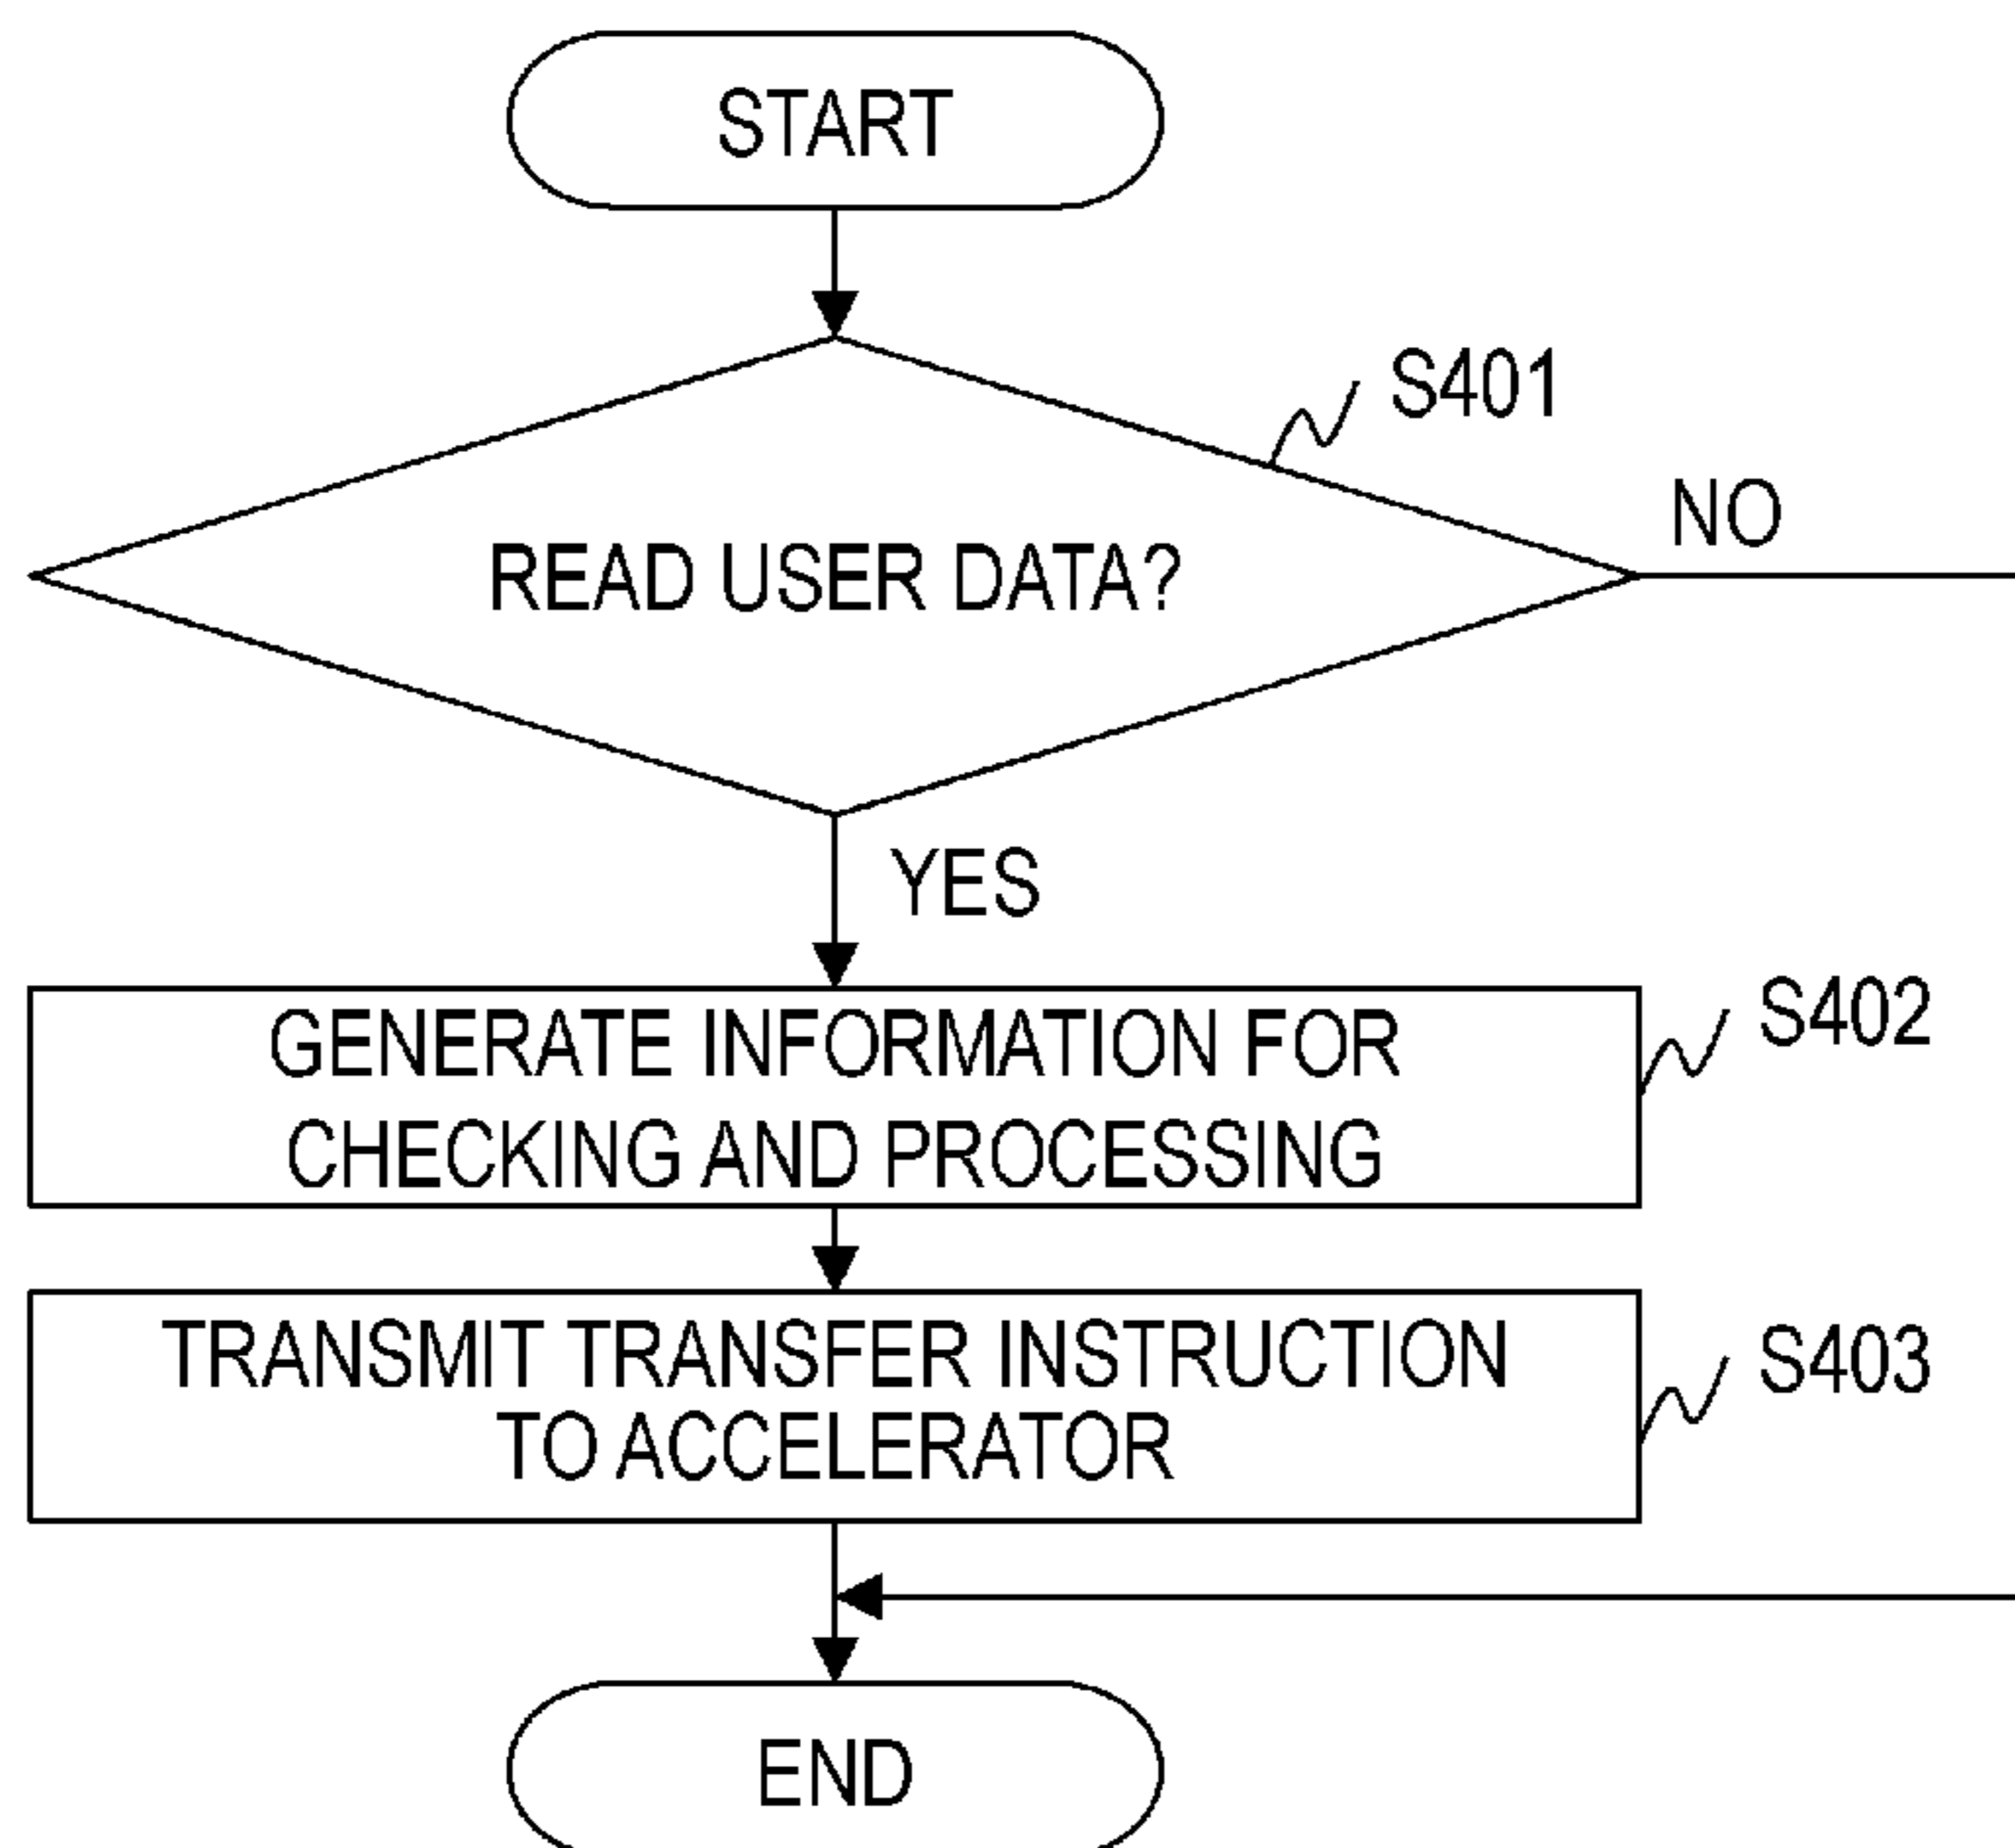 START
S401
NO
READ USER DATA?
YES
GENERATE INFORMATION FOR
CHECKING AND PROCESSING
S402
TRANSMIT TRANSFER INSTRUCTION
TO ACCELERATOR
S403
END